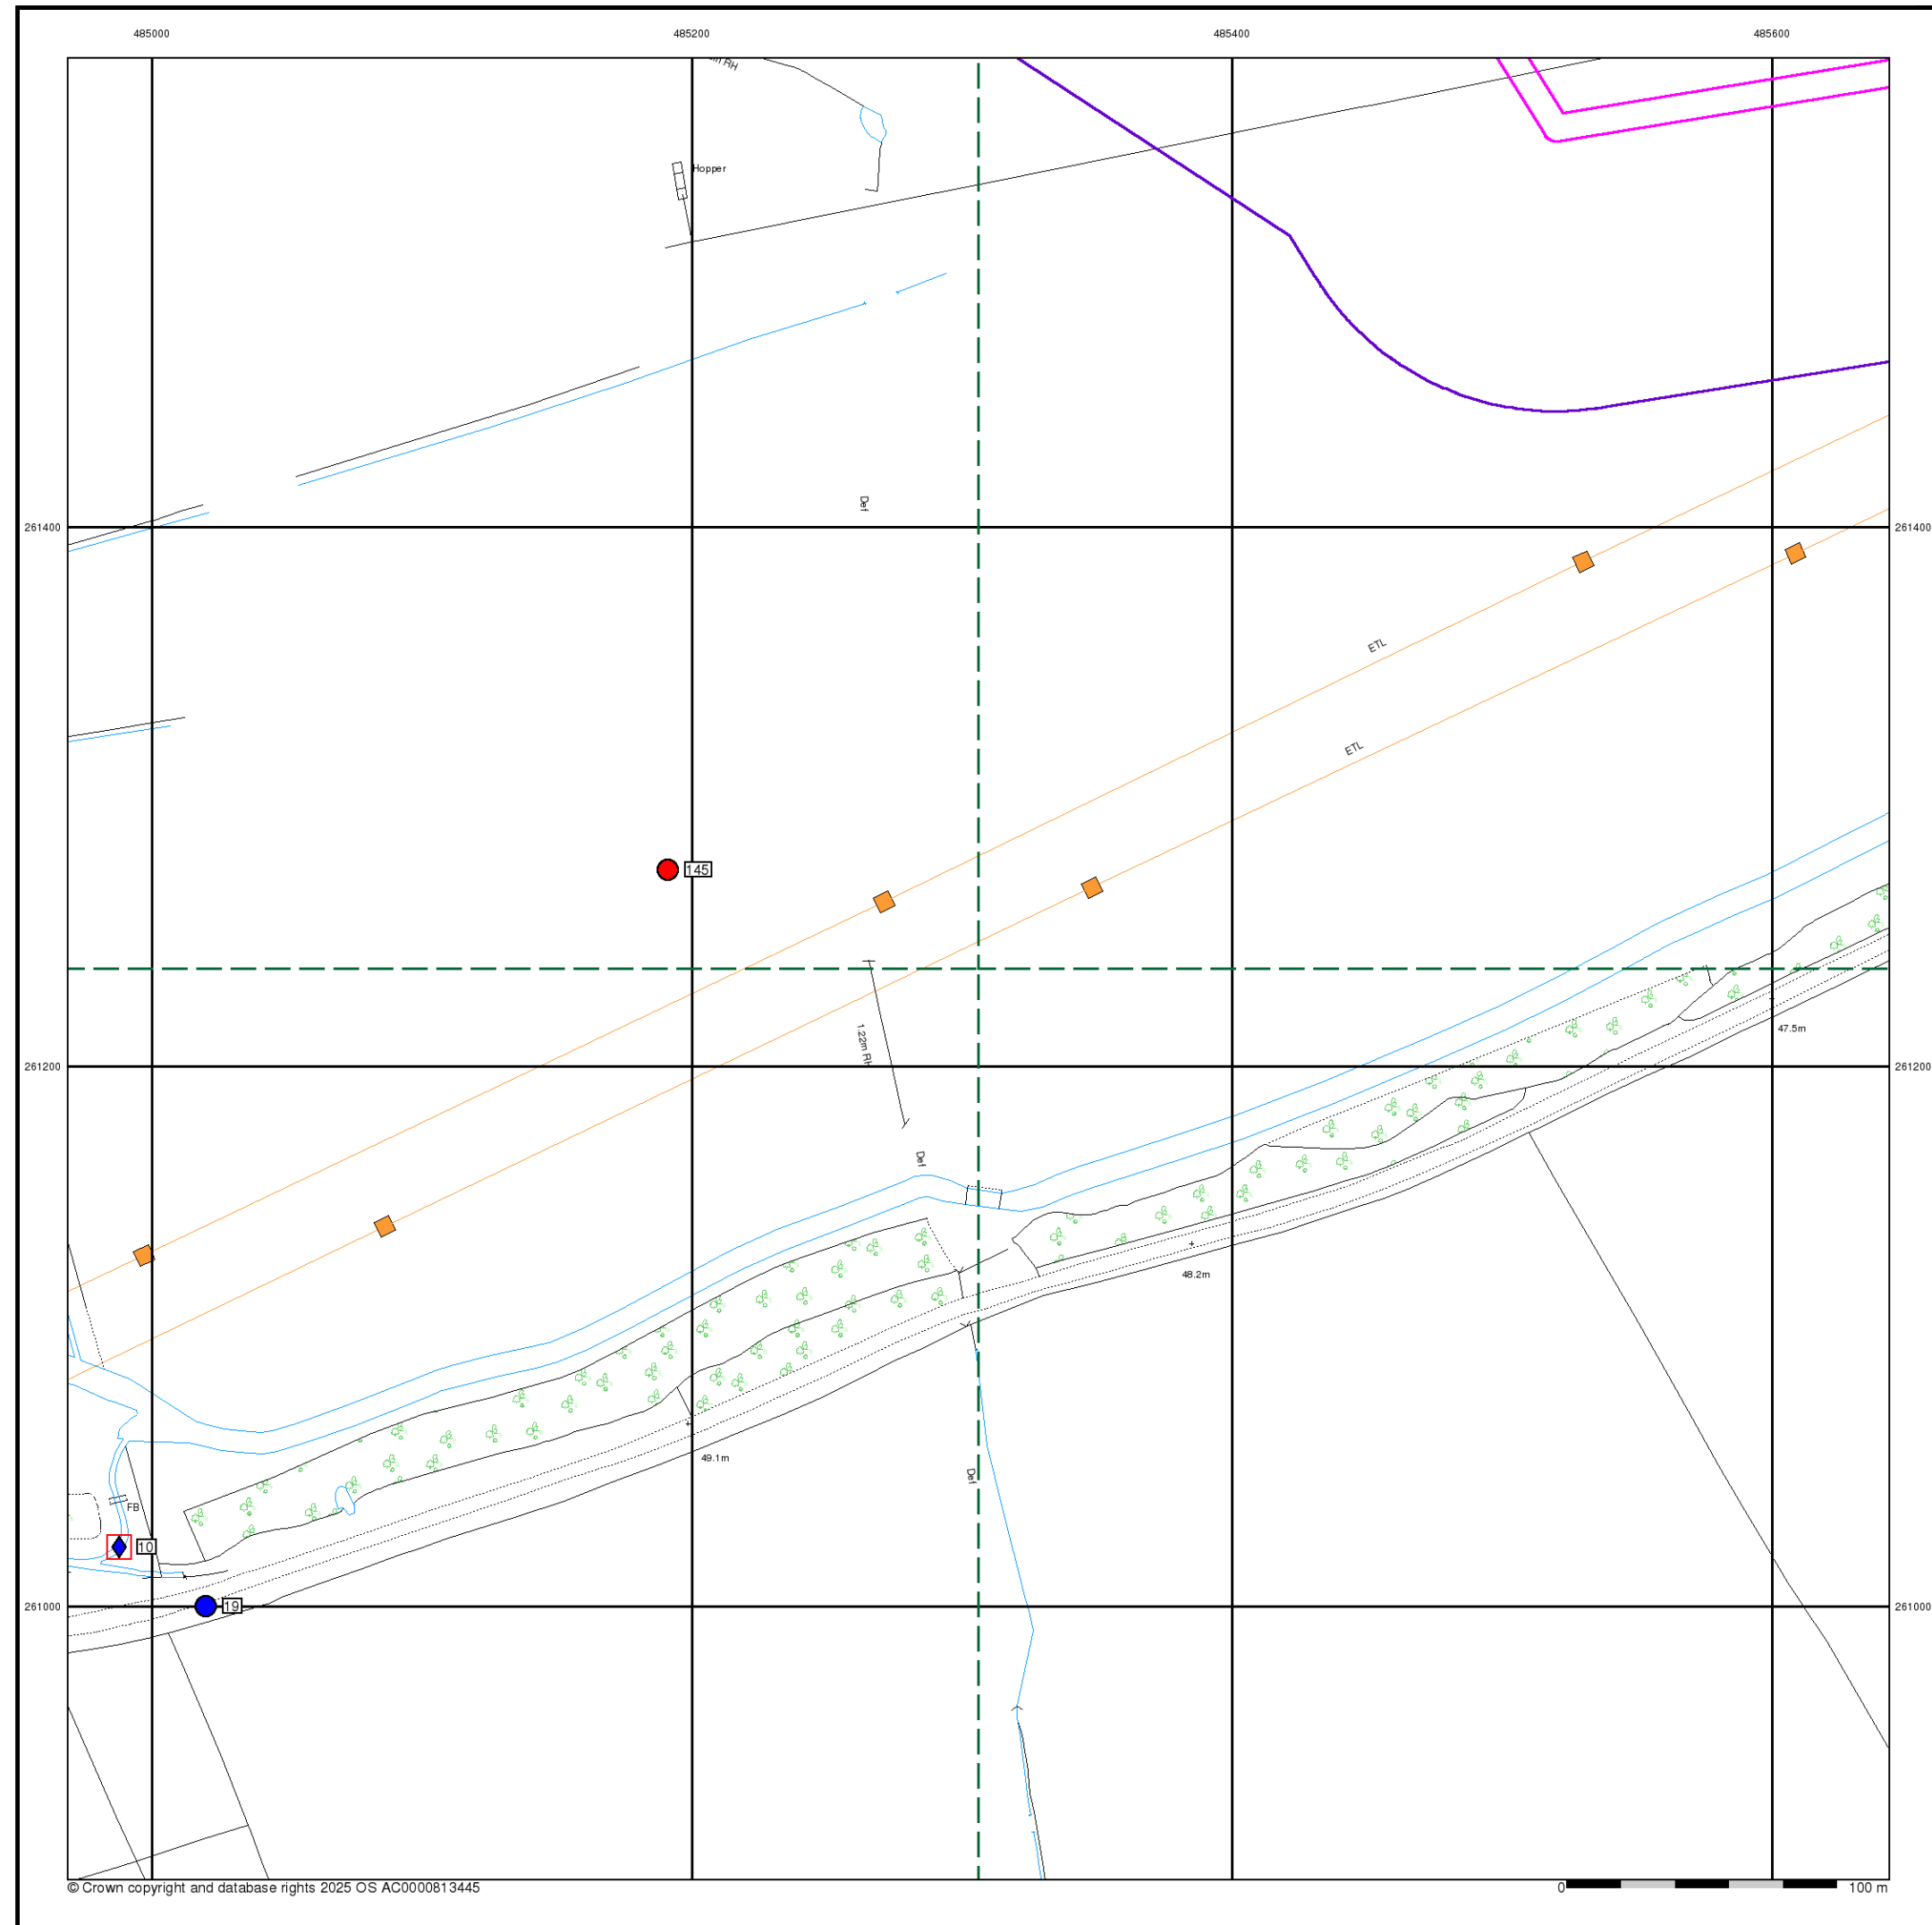 485000 485200 485400 485600
m RH
Hopper
Def
261400 261400
ETL
ETL
145
1.22m RH
47.5m
261200 261200
Def
48.2m
49.1m
Def
FB
10
261000 19 261000
© Crown copyright and database rights 2025 OS AC0000813445
0 100 m